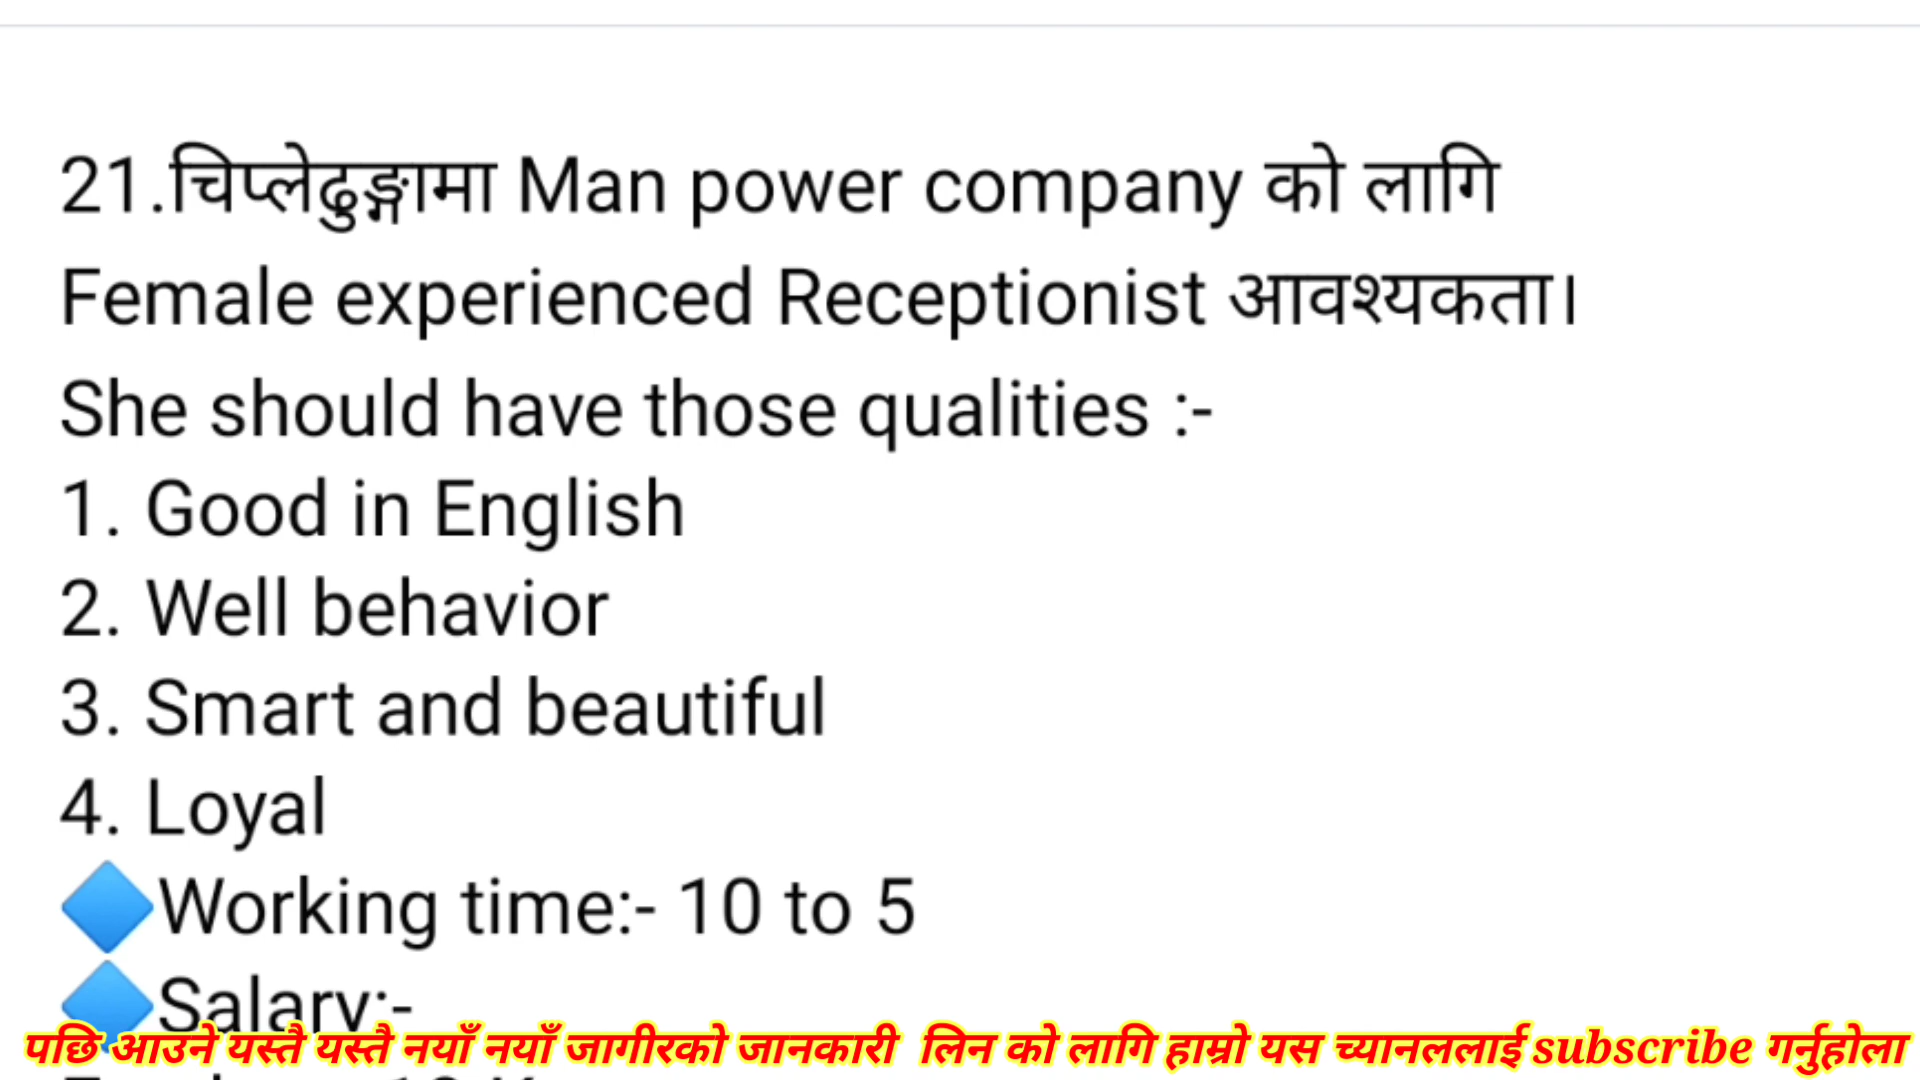 21.चिप्लेढुङ्गामा Man power company को लागि
Female experienced Receptionist आवश्यकता।
She should have those qualities :-
1. Good in English
2. Well behavior
3. Smart and beautiful
4. Loyal
🔷Working time:- 10 to 5
🔷Salary:-
पछि आउने यस्तै यस्तै नयाँ नयाँ जागीरको जानकारी लिन को लागि हाम्रो यस च्यानललाई subscribe गर्नुहोला